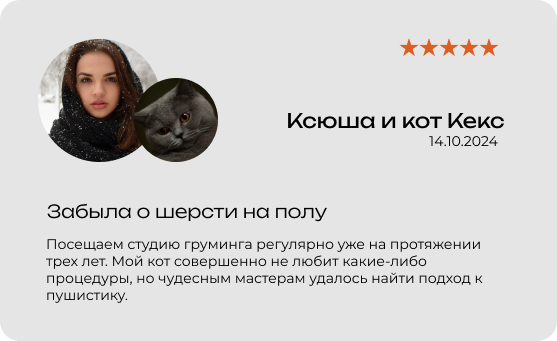 Ксюша и кот Кекс
14.10.2024
Забыла о шерсти на полу
Посещаем студию груминга регулярно уже на протяжении
трех лет. Мой кот совершенно не любит какие-либо
процедуры, но чудесным мастерам удалось найти подход к
пушистику.